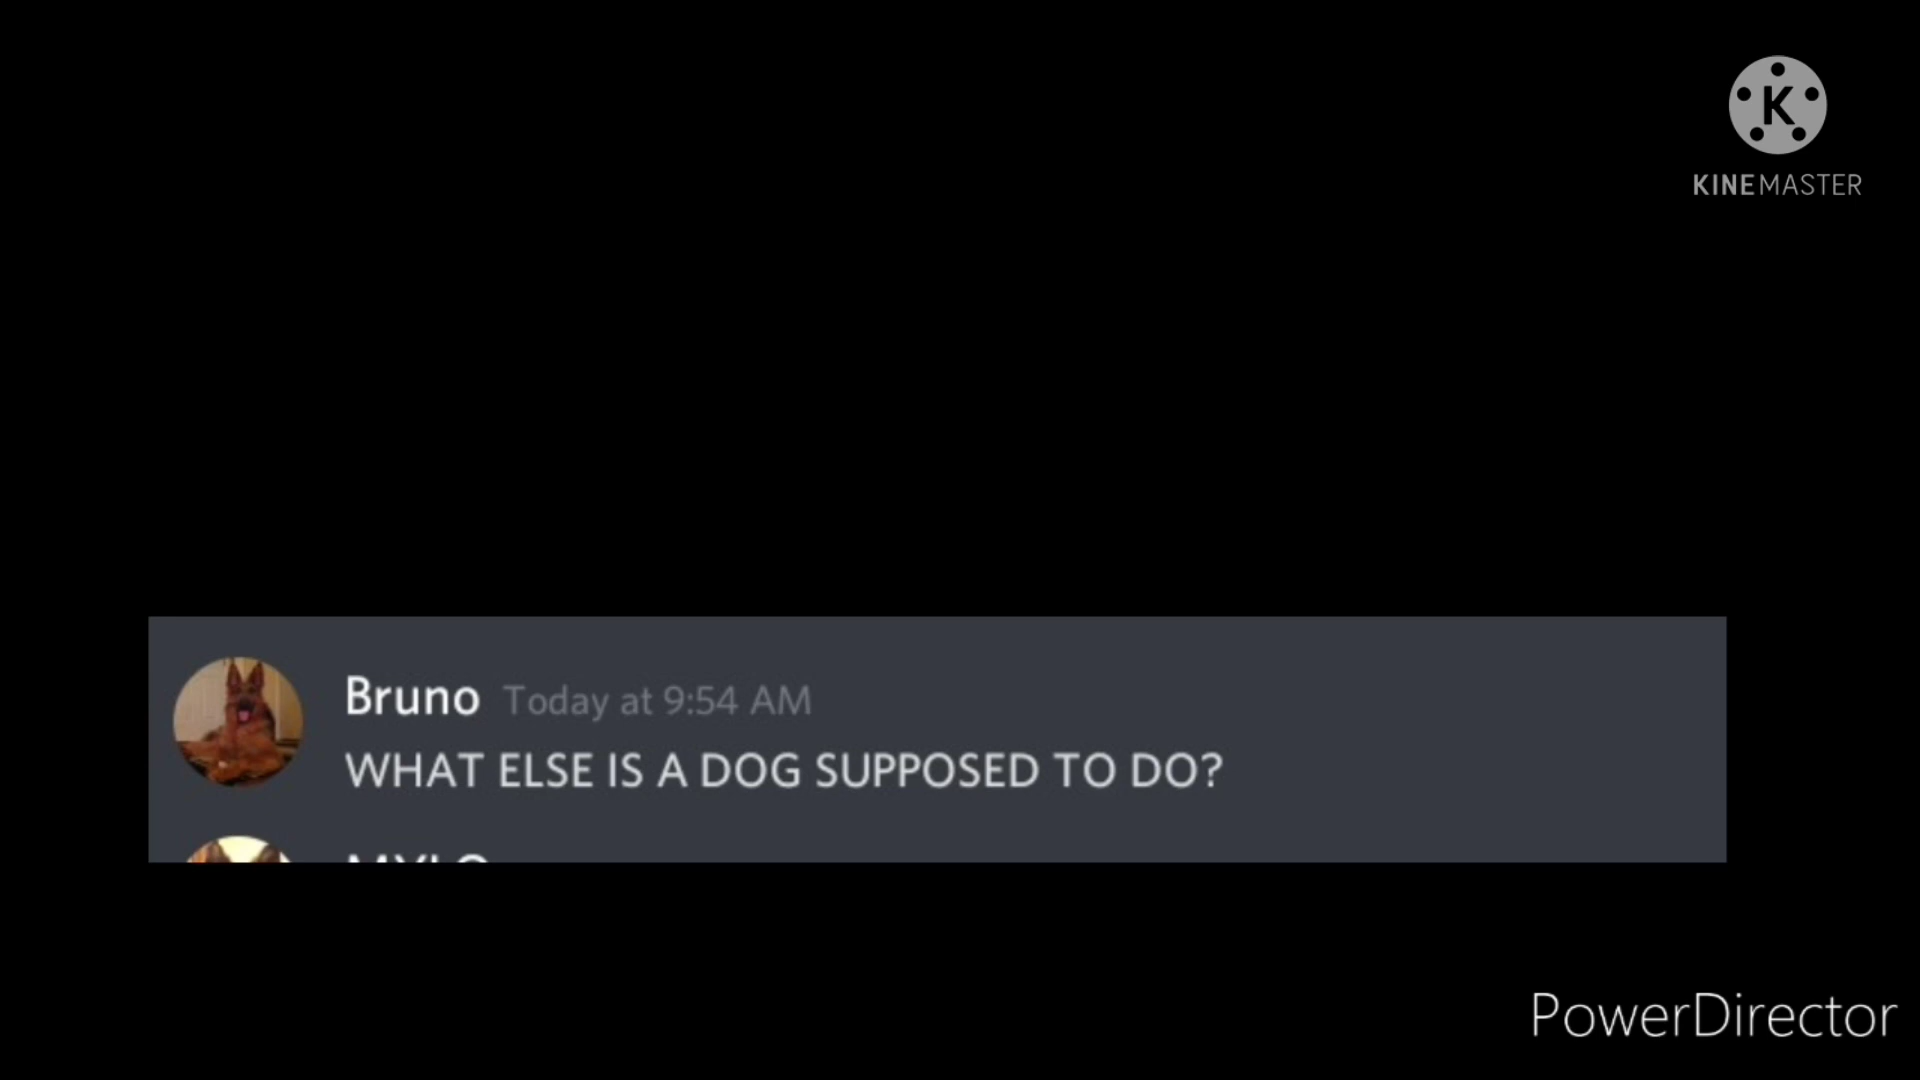 K
KINEMASTER
Bruno Today at 9:54 AM
WHAT ELSE IS A DOG SUPPOSED TO DO?
PowerDirector